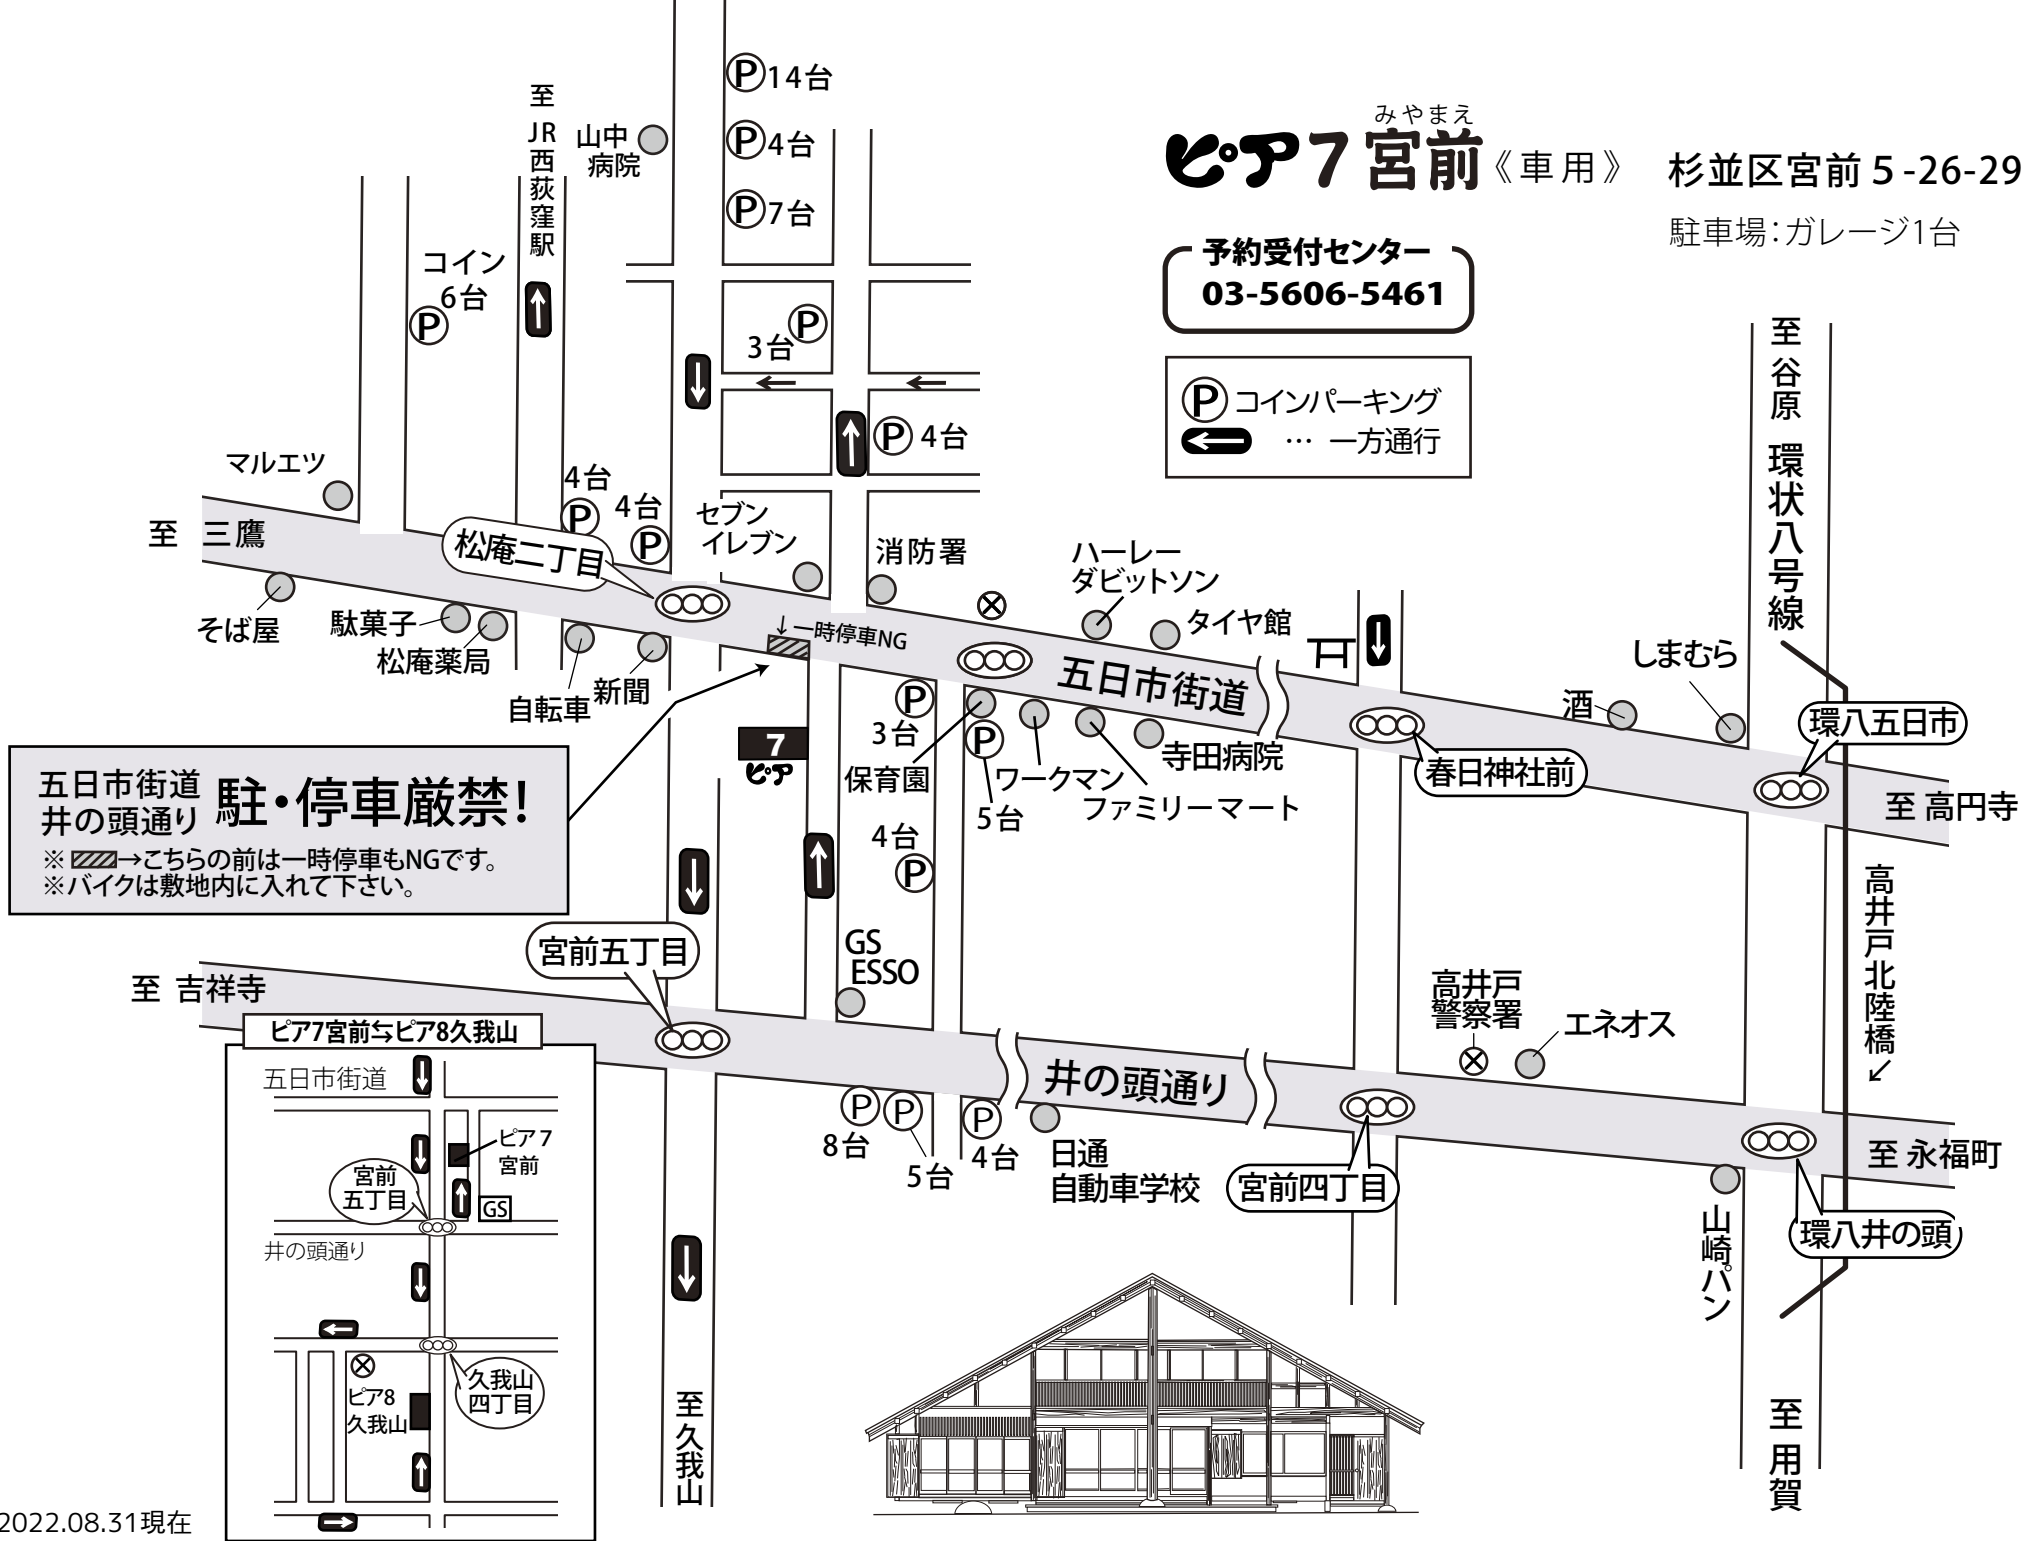 みやまえ
ピア7宮前《車用》
杉並区宮前5-26-29
駐車場：ガレージ1台
予約受付センター
03-5606-5461
P コインパーキング
… 一方通行
至 JR西荻窪駅
山中
病院
P14台
P4台
P7台
コイン
6台
P
3台
P
P 4台
マルエツ
4台
P
4台
P
セブン
イレブン
消防署
ハーレー
ダビットソン
タイヤ館
至 三鷹
松庵二丁目
そば屋
駄菓子
松庵薬局
自転車
新聞
↓一時停車NG
五日市街道
至 谷原
環状八号線
しまむら
酒
環八五日市
春日神社前
至 高円寺
P
3台
保育園
P
5台
ワークマン
ファミリーマート
寺田病院
7
ピア
4台
P
五日市街道
井の頭通り
駐・停車厳禁!
※ →こちらの前は一時停車もNGです。
※バイクは敷地内に入れて下さい。
宮前五丁目
GS
ESSO
至 吉祥寺
井の頭通り
高井戸
警察署
エネオス
高井戸北陸橋↙
P
8台
P
5台
P
4台
日通
自動車学校
宮前四丁目
至 永福町
環八井の頭
山崎パン
至 久我山
至 用賀
ピア7宮前⇆ピア8久我山
五日市街道
ピア7
宮前
宮前
五丁目
GS
井の頭通り
久我山
四丁目
ピア8
久我山
2022.08.31現在